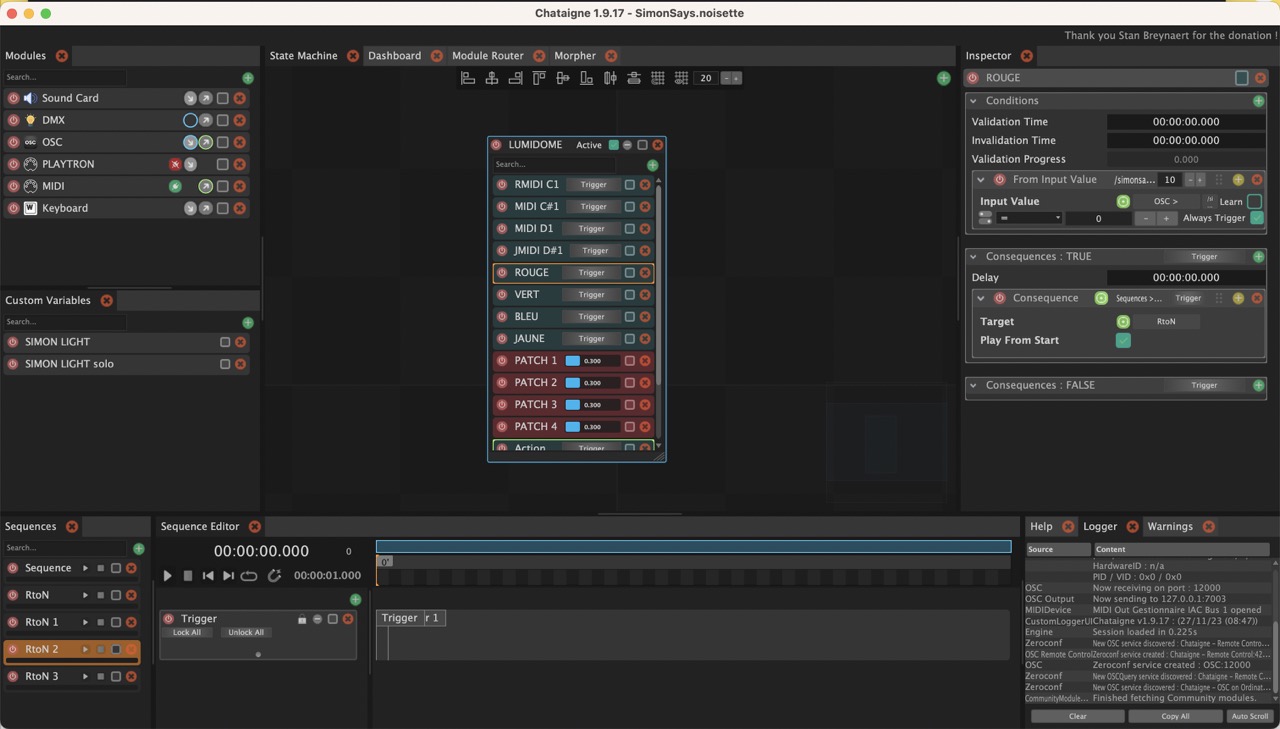 Chataigne 1.9.17 - SimonSays.noisette
Thank you Stan Breynaert for the donation !
Modules
Search...
Sound Card
DMX
OSC OSC
PLAYTRON
MIDI
W Keyboard
Custom Variables
Search...
SIMON LIGHT
SIMON LIGHT solo
State Machine Dashboard Module Router Morpher
20 - +
LUMIDOME Active
Search...
RMIDI C1 Trigger
MIDI C#1 Trigger
MIDI D1 Trigger
JMIDI D#1 Trigger
ROUGE Trigger
VERT Trigger
BLEU Trigger
JAUNE Trigger
PATCH 1 0.300
PATCH 2 0.300
PATCH 3 0.300
PATCH 4 0.300
Action Trigger
Inspector
ROUGE
Conditions
Validation Time 00:00:00.000
Invalidation Time 00:00:00.000
Validation Progress 0.000
From Input Value /simonsa... 10 - +
Input Value OSC > Learn
= 0 - + Always Trigger
Consequences : TRUE Trigger
Delay 00:00:00.000
Consequence Sequences >... Trigger
Target RtoN
Play From Start
Consequences : FALSE Trigger
Sequences
Search...
Sequence
RtoN
RtoN 1
RtoN 2
RtoN 3
Sequence Editor
00:00:00.000 0
00:00:01.000
0"
Trigger
Lock All Unlock All
Trigger r 1
Help Logger Warnings
Source Content
HardwareID : n/a
PID / VID : 0x0 / 0x0
OSC Now receiving on port : 12000
OSC Output Now sending to 127.0.0.1:7003
MIDIDevice MIDI Out Gestionnaire IAC Bus 1 opened
CustomLoggerUI Chataigne v1.9.17 : (27/11/23 (08:47))
Engine Session loaded in 0.225s
Zeroconf New OSC service discovered : Chataigne - Remote Contro...
OSC Remote Control Zeroconf service created : Chataigne - Remote Control:42...
OSC Zeroconf service created : OSC:12000
Zeroconf New OSCQuery service discovered : Chataigne - Remote C...
Zeroconf New OSC service discovered : Chataigne - OSC on Ordinat...
CommunityModule... Finished fetching Community modules.
Clear Copy All Auto Scroll